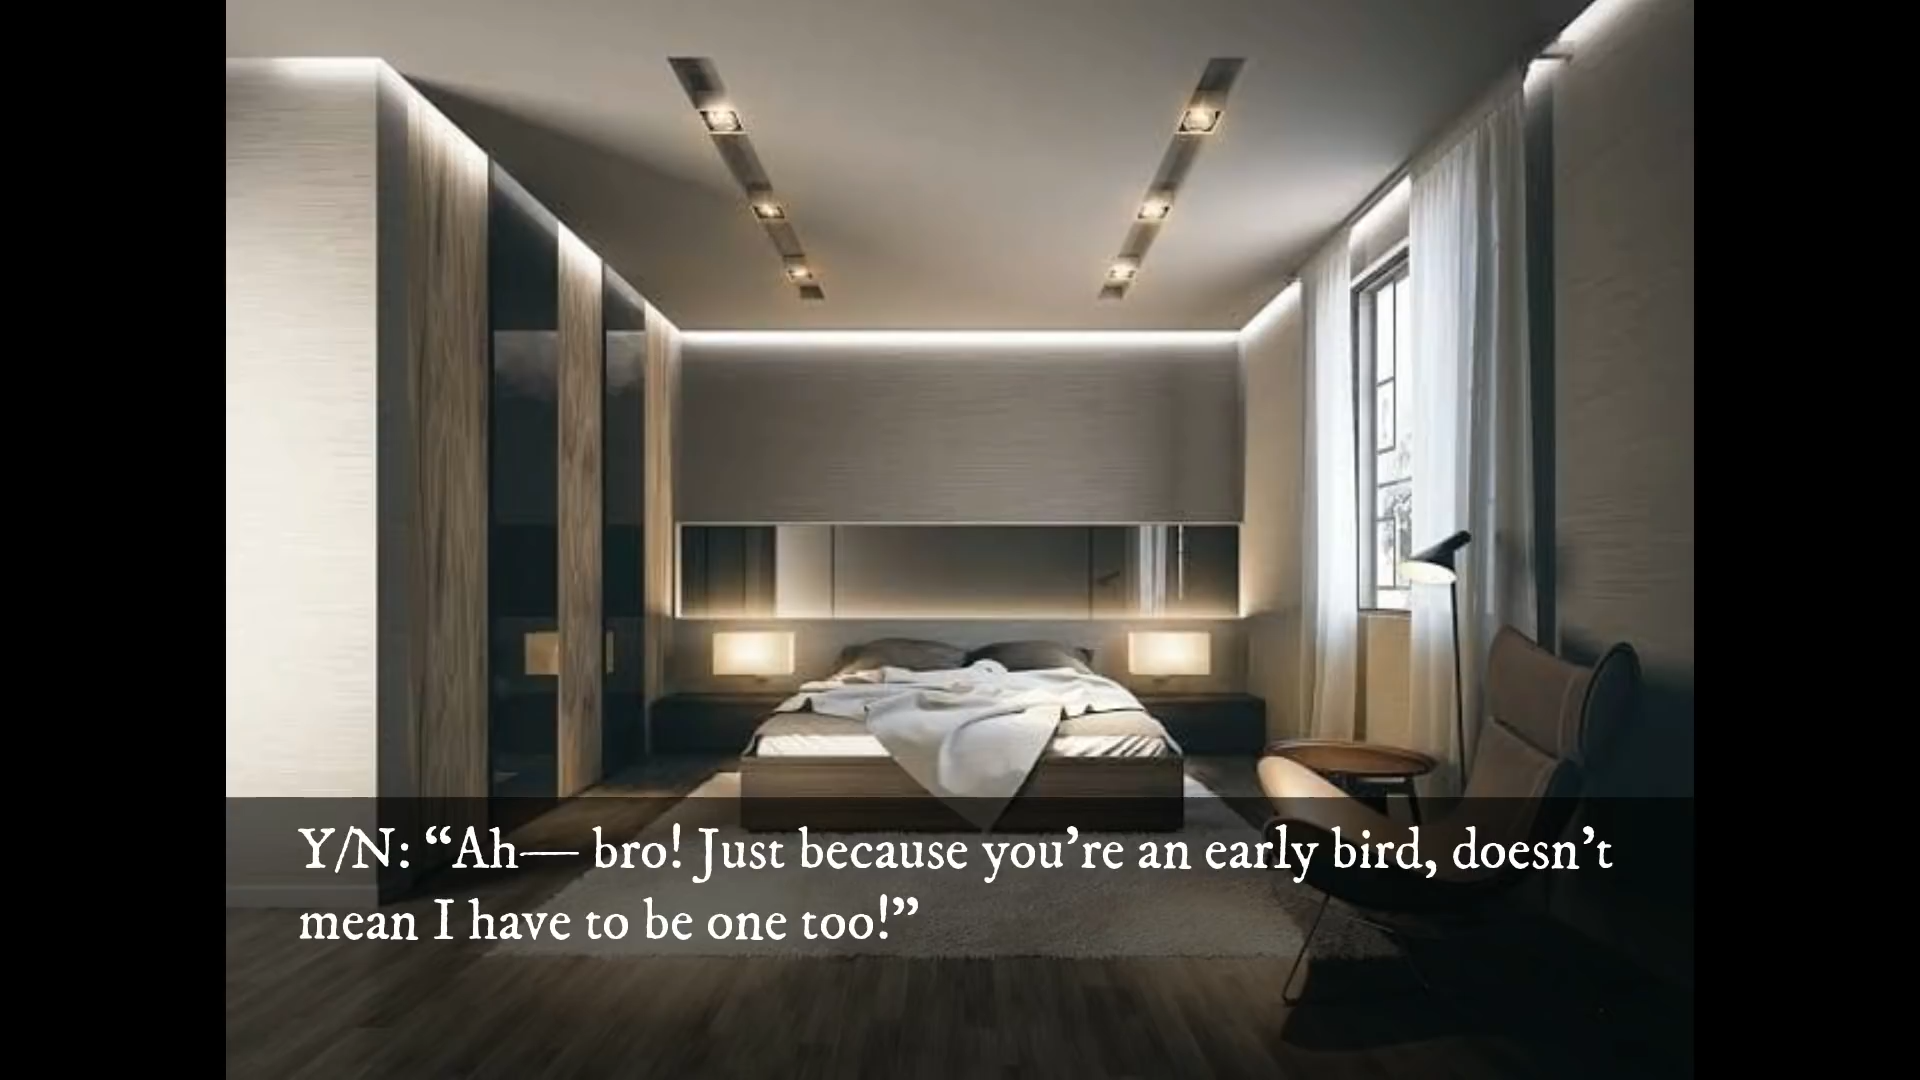 Y/N: “Ah— bro! Just because you’re an early bird, doesn’t
mean I have to be one too!”